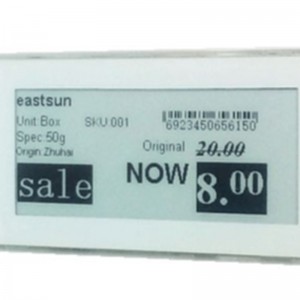 eastsun
Unit:Box SKU:001
6923450656150
Spec:50g
Origin:Zhuhai
Original 20.00
sale NOW 8.00